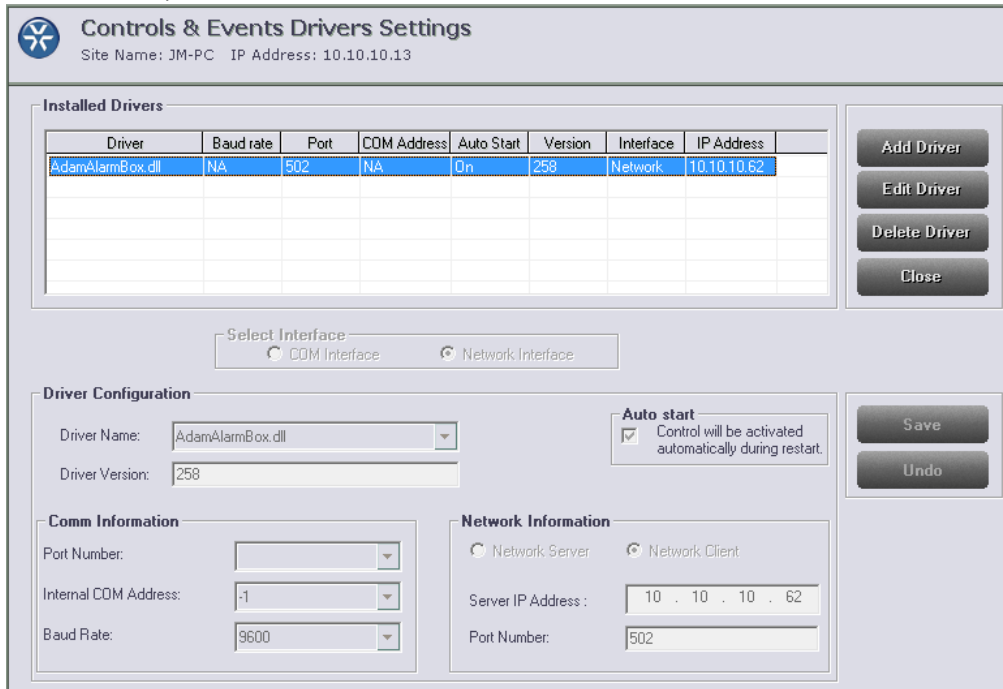 Controls & Events Drivers Settings
Site Name: JM-PC IP Address: 10.10.10.13
Installed Drivers
Driver Baud rate Port COM Address Auto Start Version Interface IP Address
AdamAlarmBox.dll NA 502 NA On 258 Network 10.10.10.62
Add Driver
Edit Driver
Delete Driver
Close
Select Interface
COM Interface Network Interface
Driver Configuration
Driver Name: AdamAlarmBox.dll
Driver Version: 258
Auto start
Control will be activated
automatically during restart.
Save
Undo
Comm Information
Port Number:
Internal COM Address: -1
Baud Rate: 9600
Network Information
Network Server Network Client
Server IP Address : 10 . 10 . 10 . 62
Port Number: 502